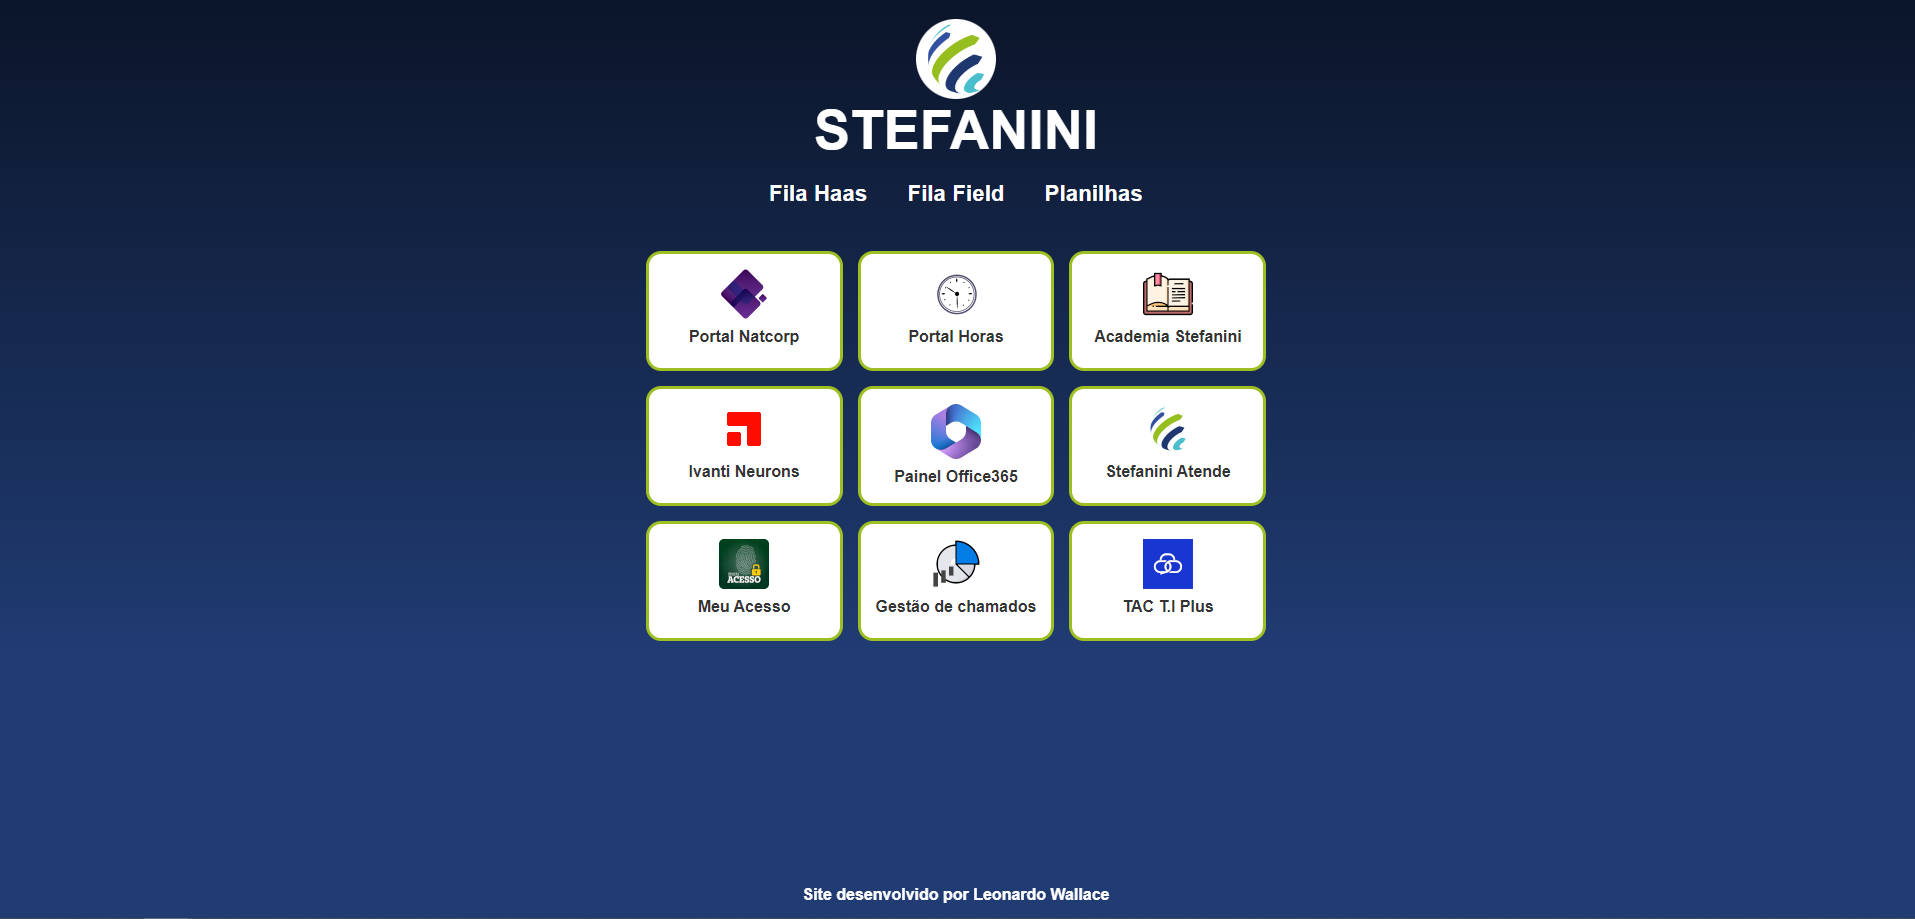 STEFANINI
Fila Haas Fila Field Planilhas
Portal Natcorp Portal Horas Academia Stefanini
Ivanti Neurons Painel Office365 Stefanini Atende
ACESSO
Meu Acesso Gestão de chamados TAC T.I Plus
Site desenvolvido por Leonardo Wallace